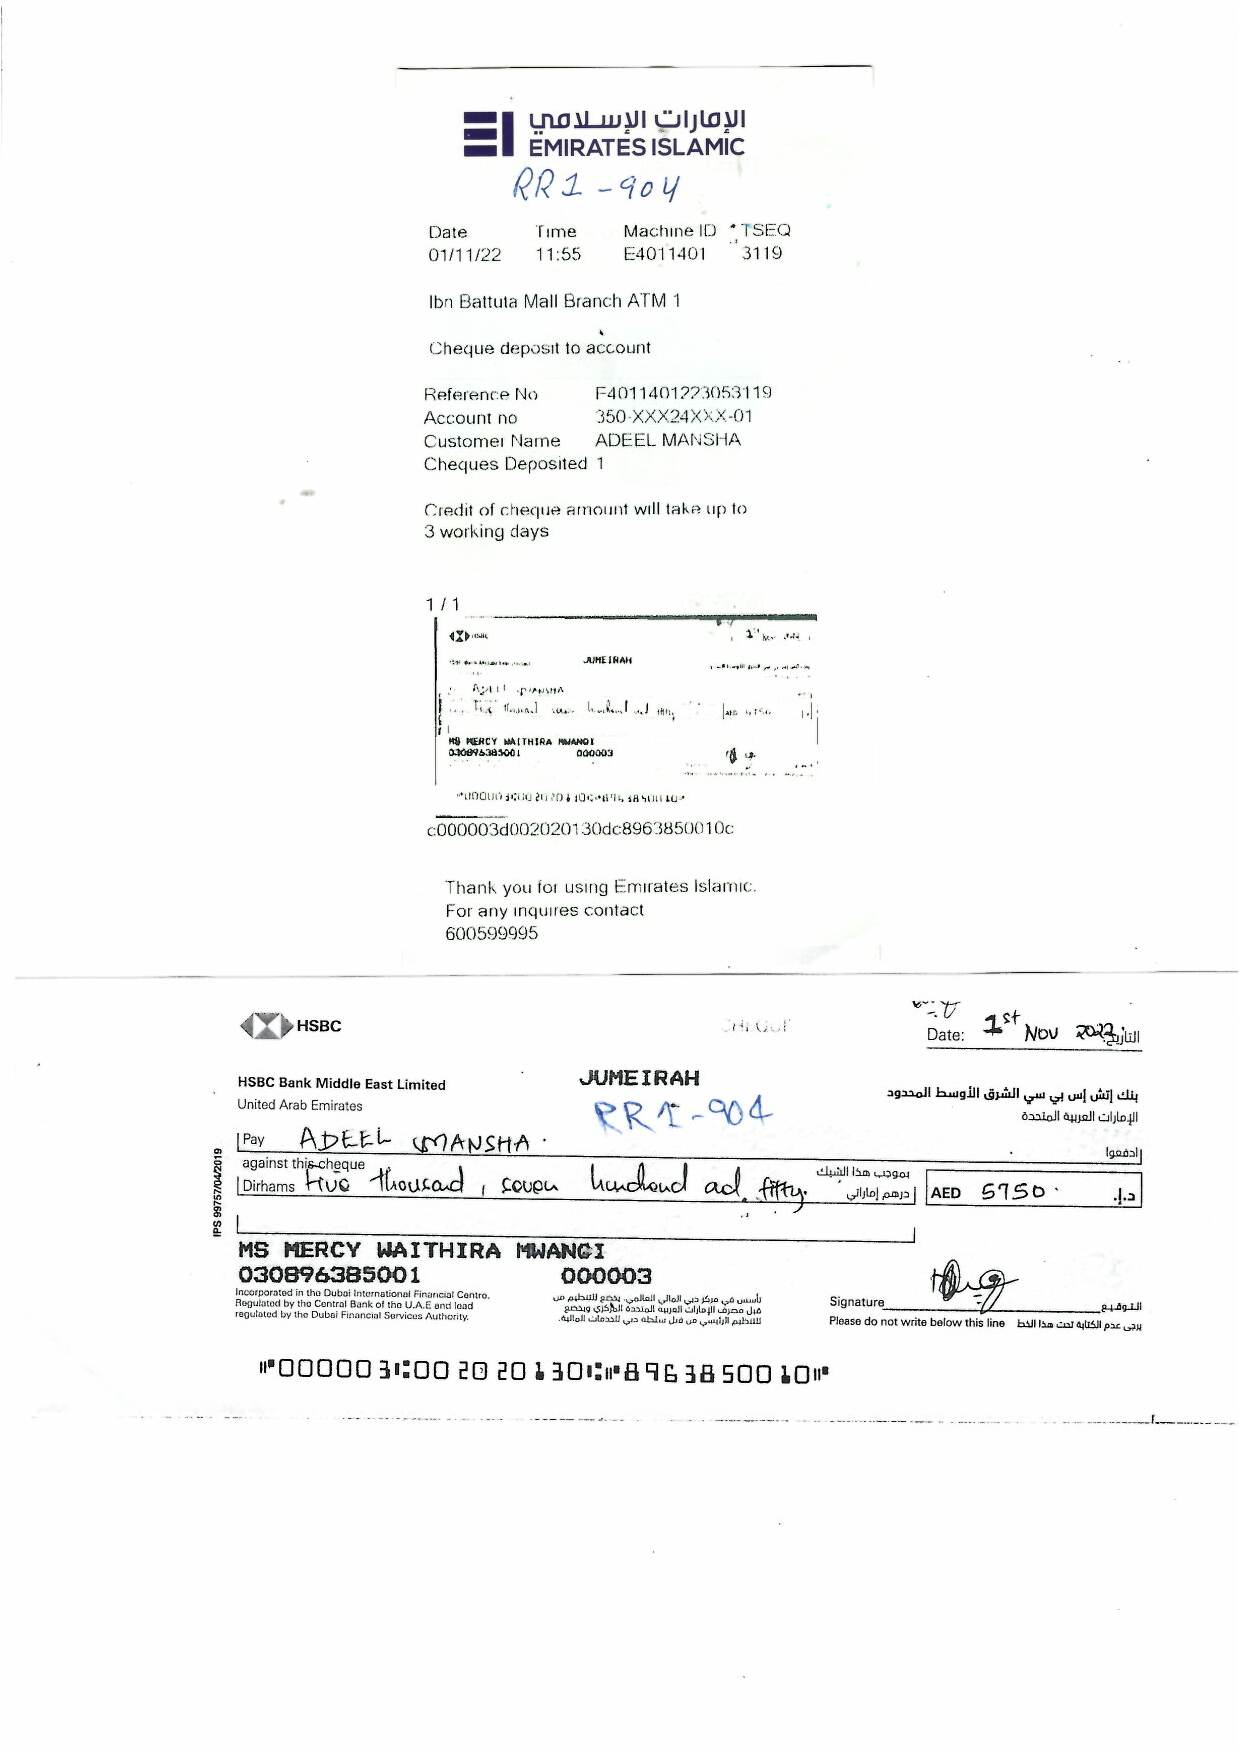 الإمارات الإسلامي
EMIRATES ISLAMIC
RR1-904
Date Time Machine ID TSEQ
01/11/22 11:55 E4011401 3119
Ibn Battuta Mall Branch ATM 1
Cheque deposit to account
Reference No F4011401223053119
Account no 350-XXX24XXX-01
Customer Name ADEEL MANSHA
Cheques Deposited 1
Credit of cheque amount will take up to
3 working days
1 / 1
JUMEIRAH
MS MERCY WAITHIRA MWANGI
030896385001 000003
c000003d002020130dc8963850010c
Thank you for using Emirates Islamic.
For any inquires contact
600599995
HSBC
Date: 1st Nov 2022 التاريخ
HSBC Bank Middle East Limited
United Arab Emirates
JUMEIRAH
RR1-904
بنك إتش إس بي سي الشرق الأوسط المحدود
الإمارات العربية المتحدة
Pay ADEEL MANSHA. إدفعوا
against this cheque بموجب هذا الشيك
Dirhams Five thousad, seven hundred ad fifty. درهم إماراتي AED 5750 د.إ.
IPS 99757/04/2019
MS MERCY WAITHIRA MWANGI
030896385001 000003
Incorporated in the Dubai International Financial Centre.
Regulated by the Central Bank of the U.A.E and lead
regulated by the Dubai Financial Services Authority.
تأسس في مركز دبي المالي العالمي. يخضع للتنظيم من
قبل مصرف الإمارات العربية المتحدة المركزي ويخضع
للتنظيم الرئيسي من قبل سلطة دبي للخدمات المالية.
Signature التوقيع
Please do not write below this line يرجى عدم الكتابة تحت هذا الخط
⑈000003⑆002020130⑆⑈896385001 0⑈